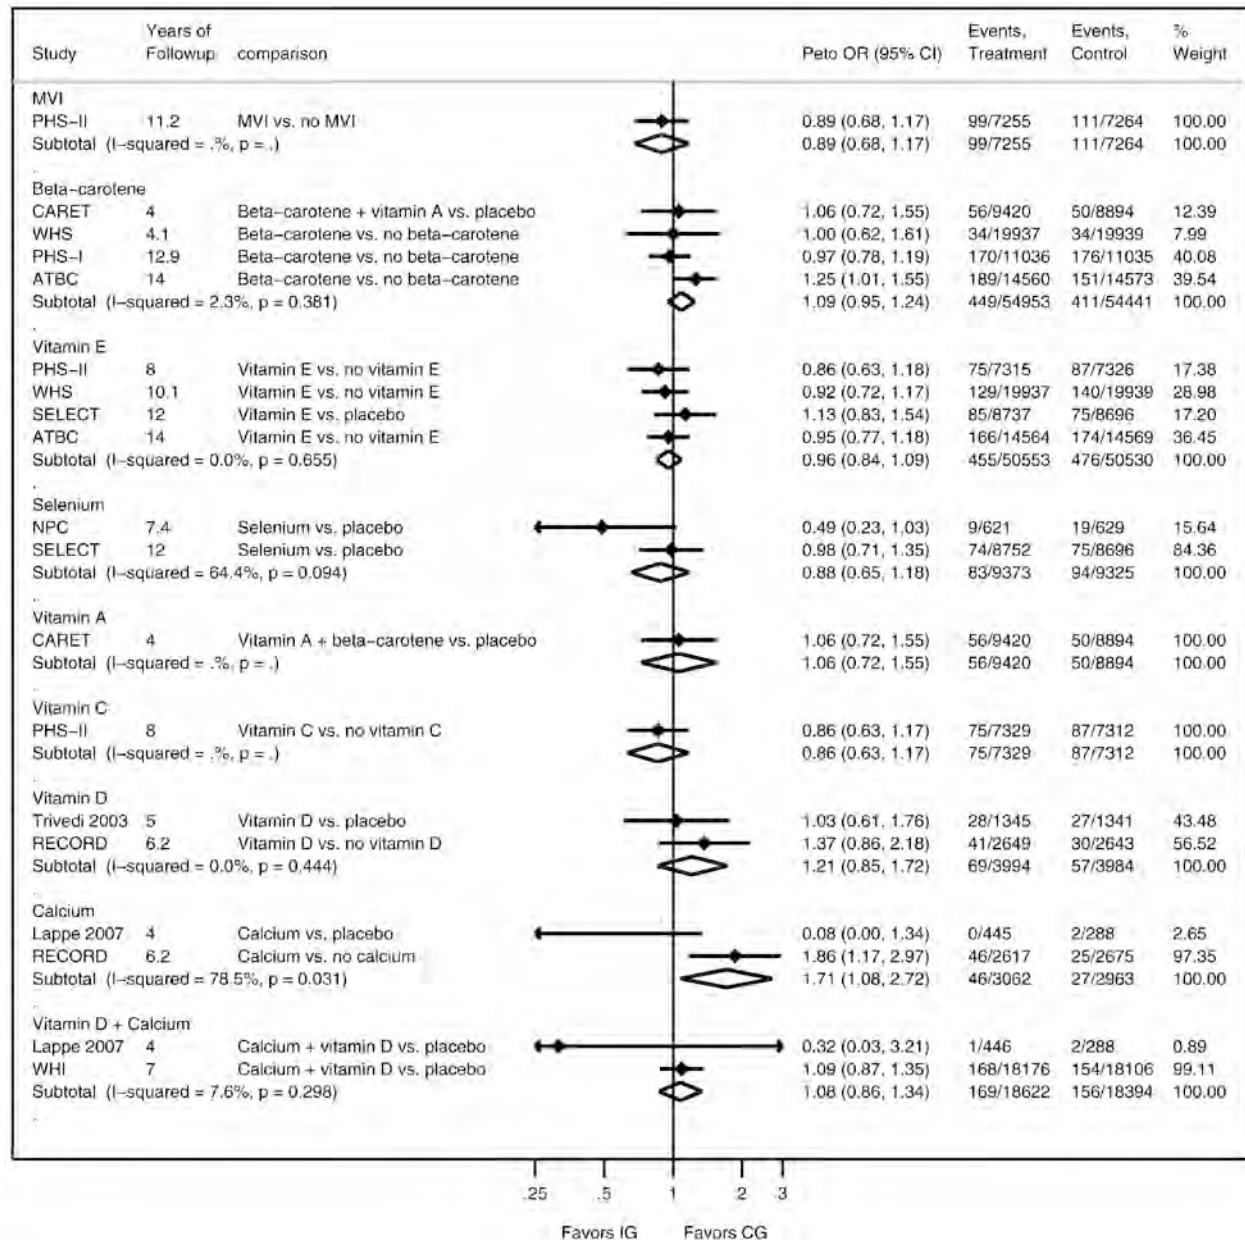 Years of Events, Events, %
Study Followup comparison Peto OR (95% CI) Treatment Control Weight
MVI
PHS-II 11.2 MVI vs. no MVI 0.89 (0.68, 1.17) 99/7255 111/7264 100.00
Subtotal (I-squared = .%, p = .) 0.89 (0.68, 1.17) 99/7255 111/7264 100.00
.
Beta-carotene
CARET 4 Beta-carotene + vitamin A vs. placebo 1.06 (0.72, 1.55) 56/9420 50/8894 12.39
WHS 4.1 Beta-carotene vs. no beta-carotene 1.00 (0.62, 1.61) 34/19937 34/19939 7.99
PHS-I 12.9 Beta-carotene vs. no beta-carotene 0.97 (0.78, 1.19) 170/11036 176/11035 40.08
ATBC 14 Beta-carotene vs. no beta-carotene 1.25 (1.01, 1.55) 189/14560 151/14573 39.54
Subtotal (I-squared = 2.3%, p = 0.381) 1.09 (0.95, 1.24) 449/54953 411/54441 100.00
.
Vitamin E
PHS-II 8 Vitamin E vs. no vitamin E 0.86 (0.63, 1.18) 75/7315 87/7326 17.38
WHS 10.1 Vitamin E vs. no vitamin E 0.92 (0.72, 1.17) 129/19937 140/19939 28.98
SELECT 12 Vitamin E vs. placebo 1.13 (0.83, 1.54) 85/8737 75/8696 17.20
ATBC 14 Vitamin E vs. no vitamin E 0.95 (0.77, 1.18) 166/14564 174/14569 36.45
Subtotal (I-squared = 0.0%, p = 0.655) 0.96 (0.84, 1.09) 455/50553 476/50530 100.00
.
Selenium
NPC 7.4 Selenium vs. placebo 0.49 (0.23, 1.03) 9/621 19/629 15.64
SELECT 12 Selenium vs. placebo 0.98 (0.71, 1.35) 74/8752 75/8696 84.36
Subtotal (I-squared = 64.4%, p = 0.094) 0.88 (0.65, 1.18) 83/9373 94/9325 100.00
.
Vitamin A
CARET 4 Vitamin A + beta-carotene vs. placebo 1.06 (0.72, 1.55) 56/9420 50/8894 100.00
Subtotal (I-squared = .%, p = .) 1.06 (0.72, 1.55) 56/9420 50/8894 100.00
.
Vitamin C
PHS-II 8 Vitamin C vs. no vitamin C 0.86 (0.63, 1.17) 75/7329 87/7312 100.00
Subtotal (I-squared = .%, p = .) 0.86 (0.63, 1.17) 75/7329 87/7312 100.00
.
Vitamin D
Trivedi 2003 5 Vitamin D vs. placebo 1.03 (0.61, 1.76) 28/1345 27/1341 43.48
RECORD 6.2 Vitamin D vs. no vitamin D 1.37 (0.86, 2.18) 41/2649 30/2643 56.52
Subtotal (I-squared = 0.0%, p = 0.444) 1.21 (0.85, 1.72) 69/3994 57/3984 100.00
.
Calcium
Lappe 2007 4 Calcium vs. placebo 0.08 (0.00, 1.34) 0/445 2/288 2.65
RECORD 6.2 Calcium vs. no calcium 1.86 (1.17, 2.97) 46/2617 25/2675 97.35
Subtotal (I-squared = 78.5%, p = 0.031) 1.71 (1.08, 2.72) 46/3062 27/2963 100.00
.
Vitamin D + Calcium
Lappe 2007 4 Calcium + vitamin D vs. placebo 0.32 (0.03, 3.21) 1/446 2/288 0.89
WHI 7 Calcium + vitamin D vs. placebo 1.09 (0.87, 1.35) 168/18176 154/18106 99.11
Subtotal (I-squared = 7.6%, p = 0.298) 1.08 (0.86, 1.34) 169/18622 156/18394 100.00
.
.25 .5 1 2 3
Favors IG Favors CG